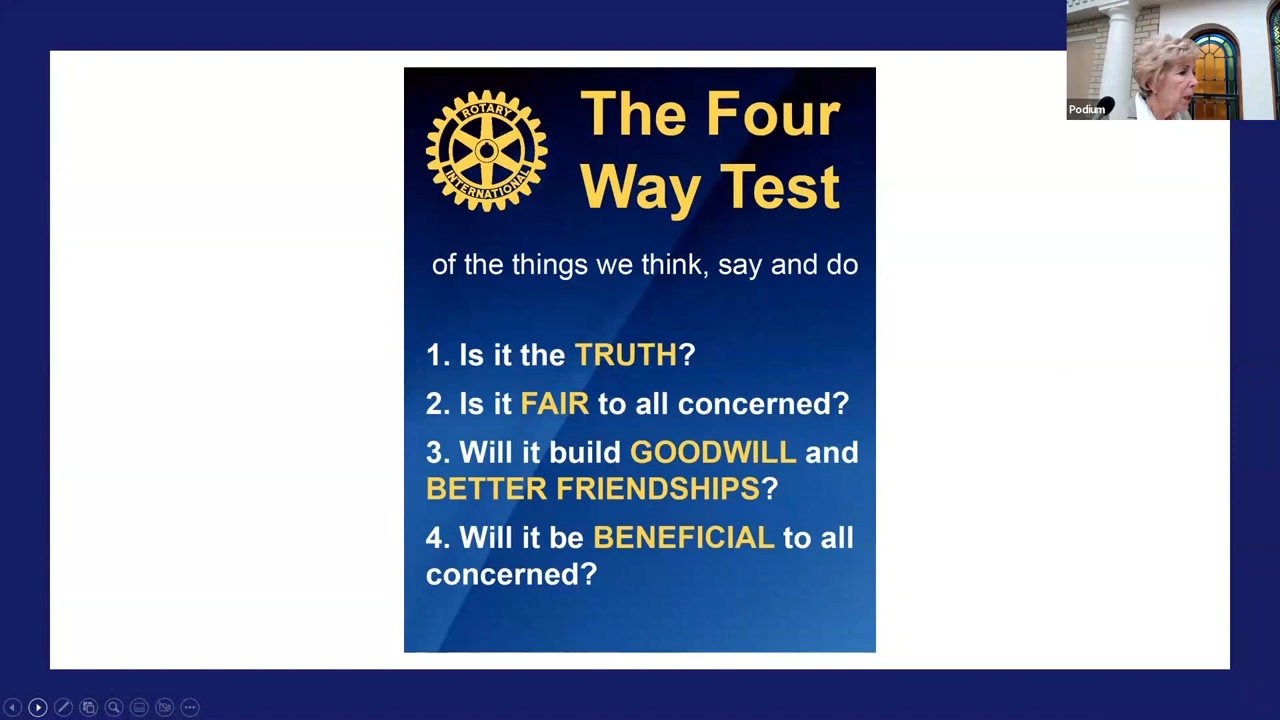 Podium
ROTARY
INTERNATIONAL
The Four
Way Test
of the things we think, say and do
1. Is it the TRUTH?
2. Is it FAIR to all concerned?
3. Will it build GOODWILL and
BETTER FRIENDSHIPS?
4. Will it be BENEFICIAL to all
concerned?